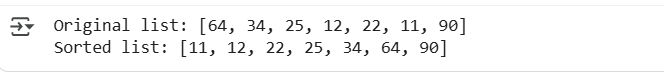 Original list: [64, 34, 25, 12, 22, 11, 90]
Sorted list: [11, 12, 22, 25, 34, 64, 90]